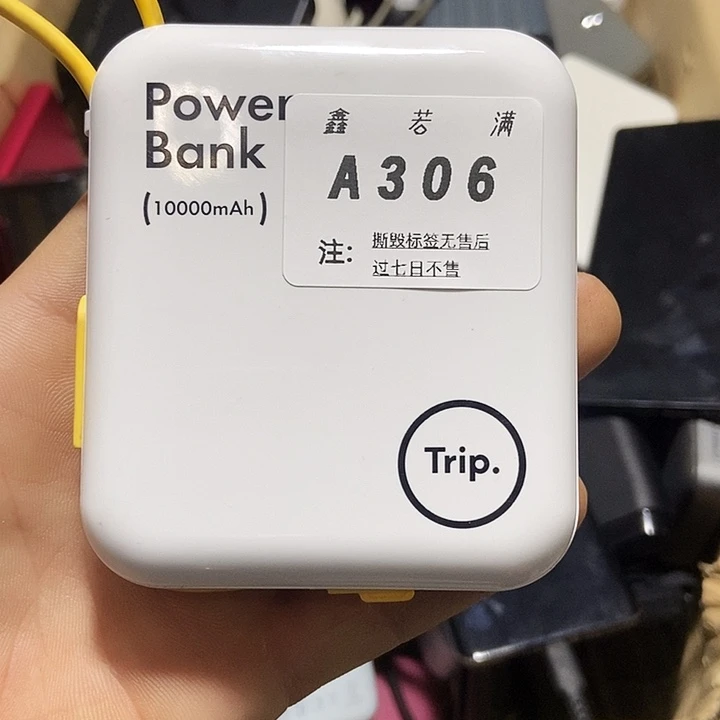 Power
Bank
(10000mAh)
鑫 若 满
A306
注: 撕毁标签无售后
过七日不售
Trip.